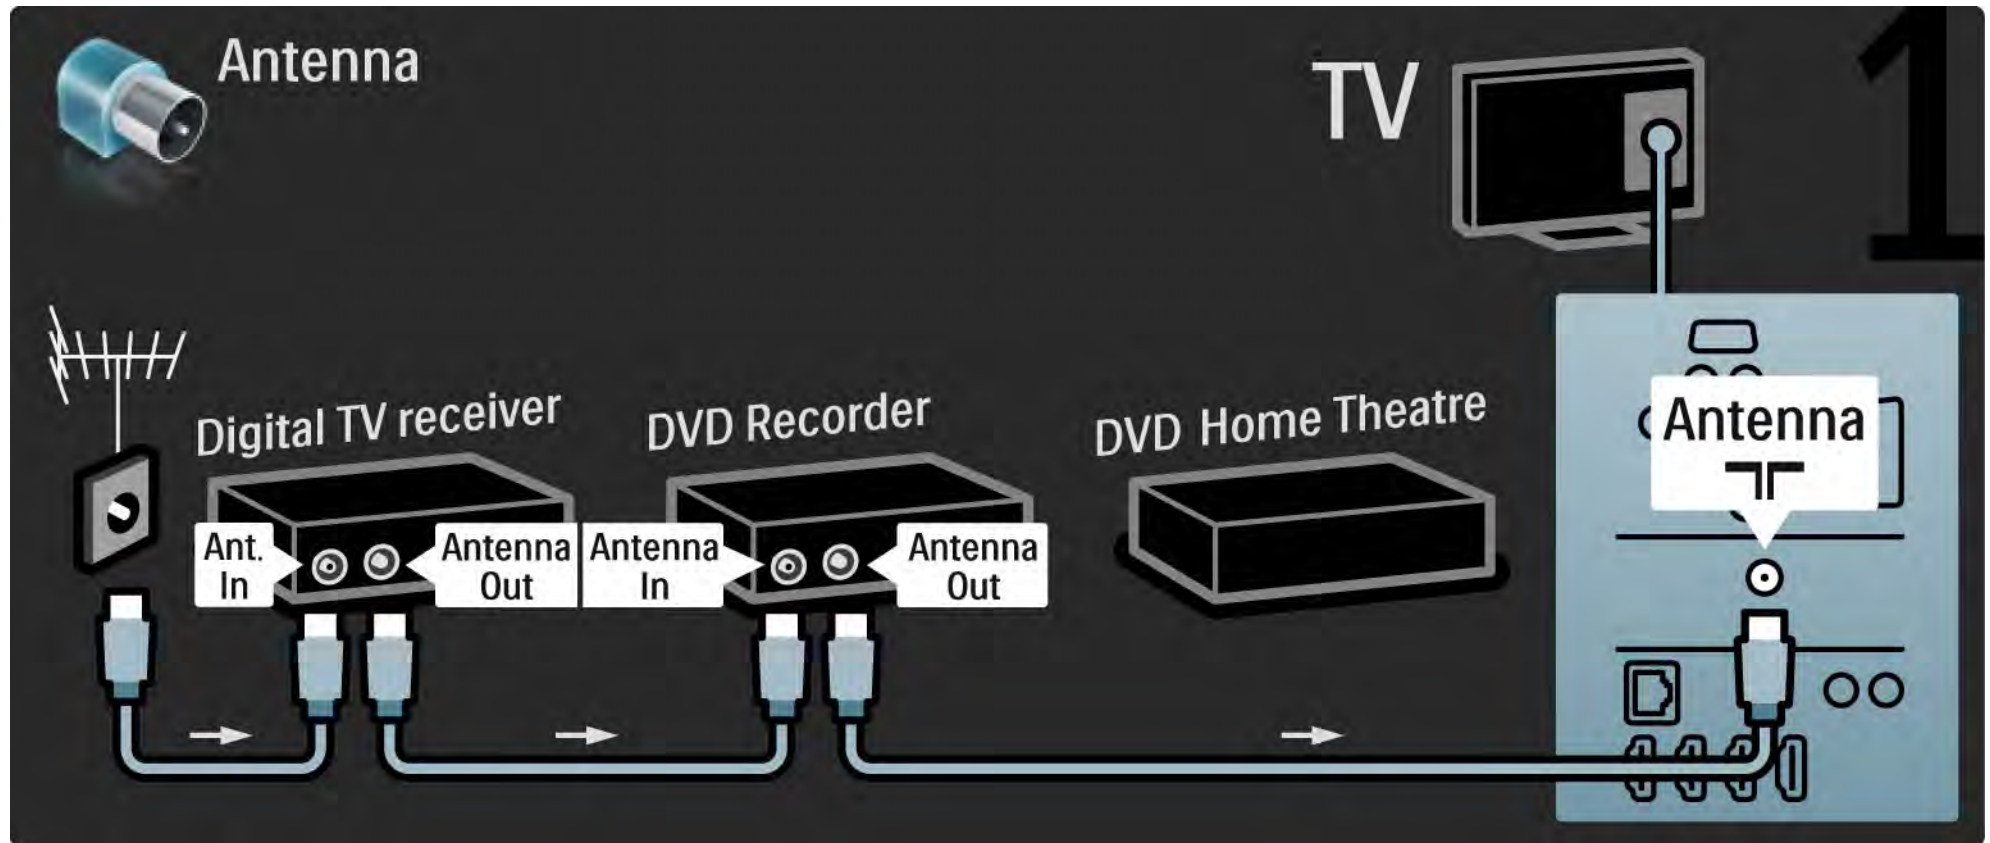 Antenna
TV
1
Digital TV receiver
DVD Recorder
DVD Home Theatre
Antenna
Ant.
In
Antenna
Out
Antenna
In
Antenna
Out